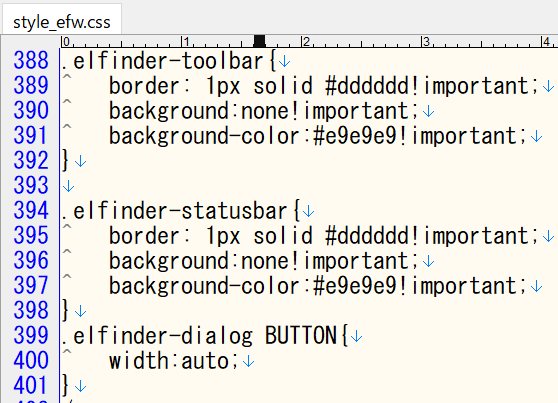 style_efw.css
0 1 2 3 4
388 .elfinder-toolbar{↓
389 ^ border: 1px solid #dddddd!important;↓
390 ^ background:none!important;↓
391 ^ background-color:#e9e9e9!important;↓
392 }↓
393 ↓
394 .elfinder-statusbar{↓
395 ^ border: 1px solid #dddddd!important;↓
396 ^ background:none!important;↓
397 ^ background-color:#e9e9e9!important;↓
398 }↓
399 .elfinder-dialog BUTTON{↓
400 ^ width:auto;↓
401 }↓